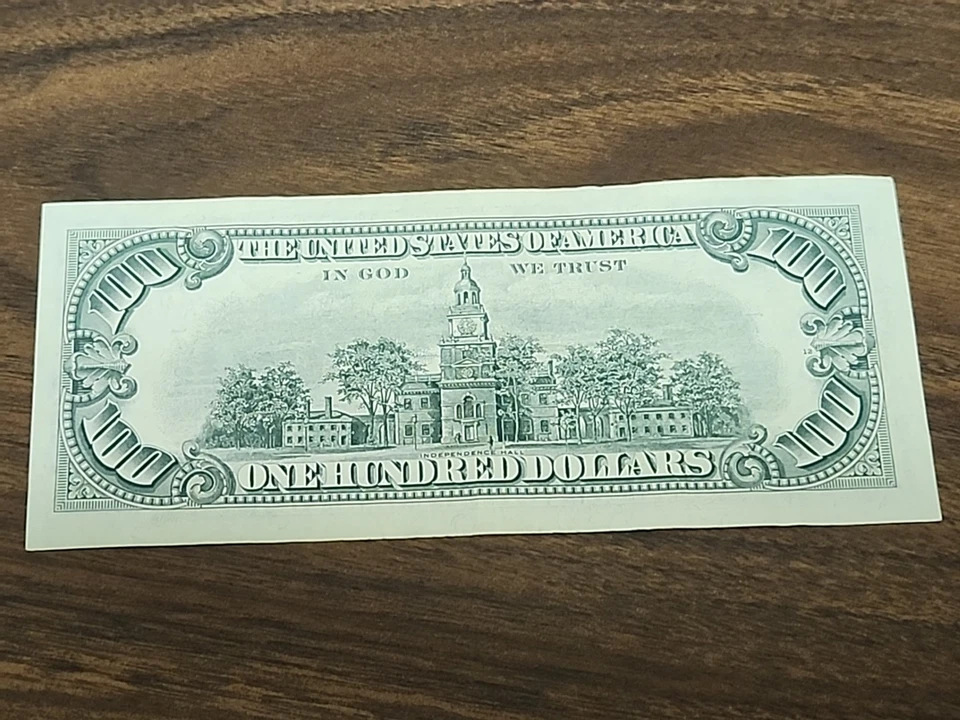 100 THE UNITED STATES OF AMERICA 100
IN GOD WE TRUST
INDEPENDENCE HALL
100 ONE HUNDRED DOLLARS 100